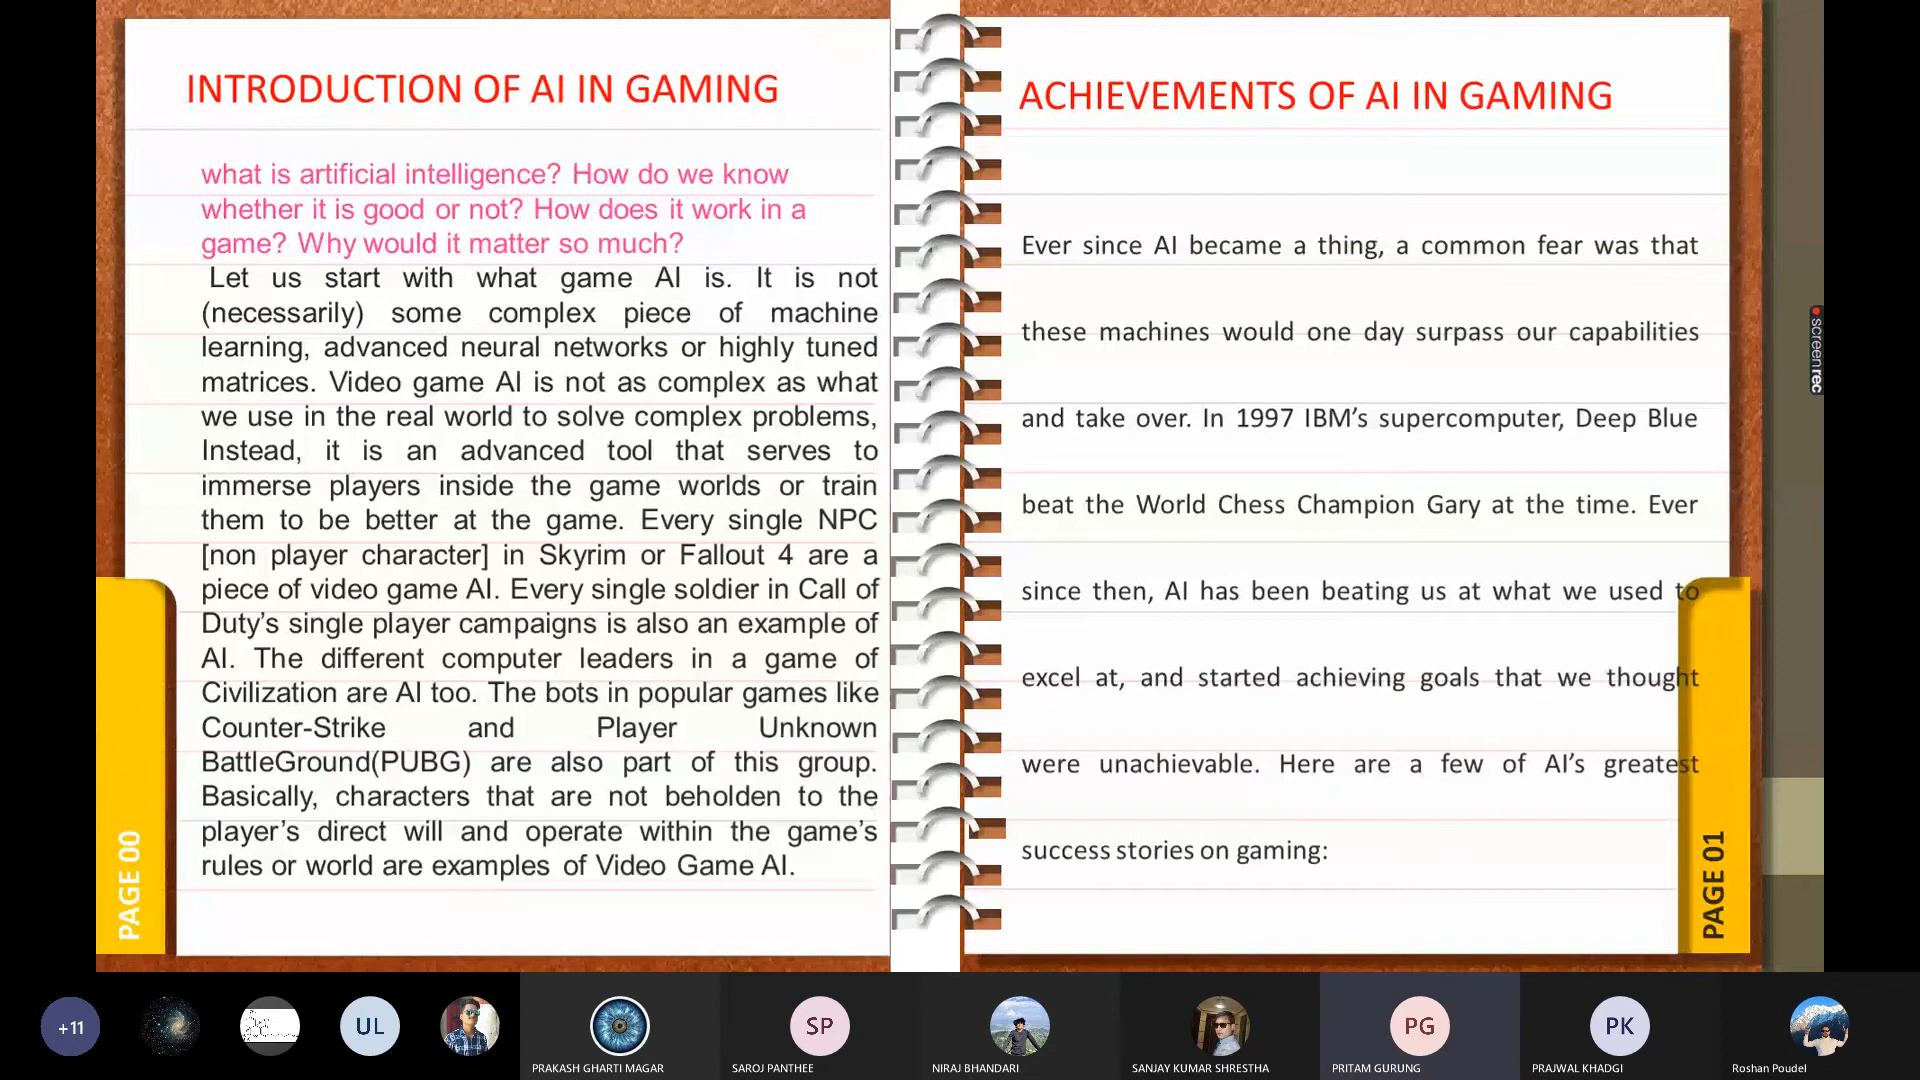 INTRODUCTION OF AI IN GAMING
what is artificial intelligence? How do we know
whether it is good or not? How does it work in a
game? Why would it matter so much?
Let us start with what game AI is. It is not
(necessarily) some complex piece of machine
learning, advanced neural networks or highly tuned
matrices. Video game AI is not as complex as what
we use in the real world to solve complex problems,
Instead, it is an advanced tool that serves to
immerse players inside the game worlds or train
them to be better at the game. Every single NPC
[non player character] in Skyrim or Fallout 4 are a
piece of video game AI. Every single soldier in Call of
Duty’s single player campaigns is also an example of
AI. The different computer leaders in a game of
Civilization are AI too. The bots in popular games like
Counter-Strike and Player Unknown
BattleGround(PUBG) are also part of this group.
Basically, characters that are not beholden to the
player’s direct will and operate within the game’s
rules or world are examples of Video Game AI.
PAGE 00
ACHIEVEMENTS OF AI IN GAMING
Ever since AI became a thing, a common fear was that
these machines would one day surpass our capabilities
and take over. In 1997 IBM’s supercomputer, Deep Blue
beat the World Chess Champion Gary at the time. Ever
since then, AI has been beating us at what we used to
excel at, and started achieving goals that we thought
were unachievable. Here are a few of AI’s greatest
success stories on gaming:
PAGE 01
screenrec
+11
UL
SP
PG
PK
PRAKASH GHARTI MAGAR
SAROJ PANTHEE
NIRAJ BHANDARI
SANJAY KUMAR SHRESTHA
PRITAM GURUNG
PRAJWAL KHADGI
Roshan Poudel